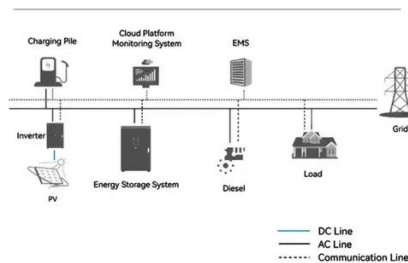 Charging Pile
Cloud Platform
Monitoring System
EMS
Grid
Inverter
PV
Energy Storage System
Diesel
Load
DC Line
AC Line
Communication Line